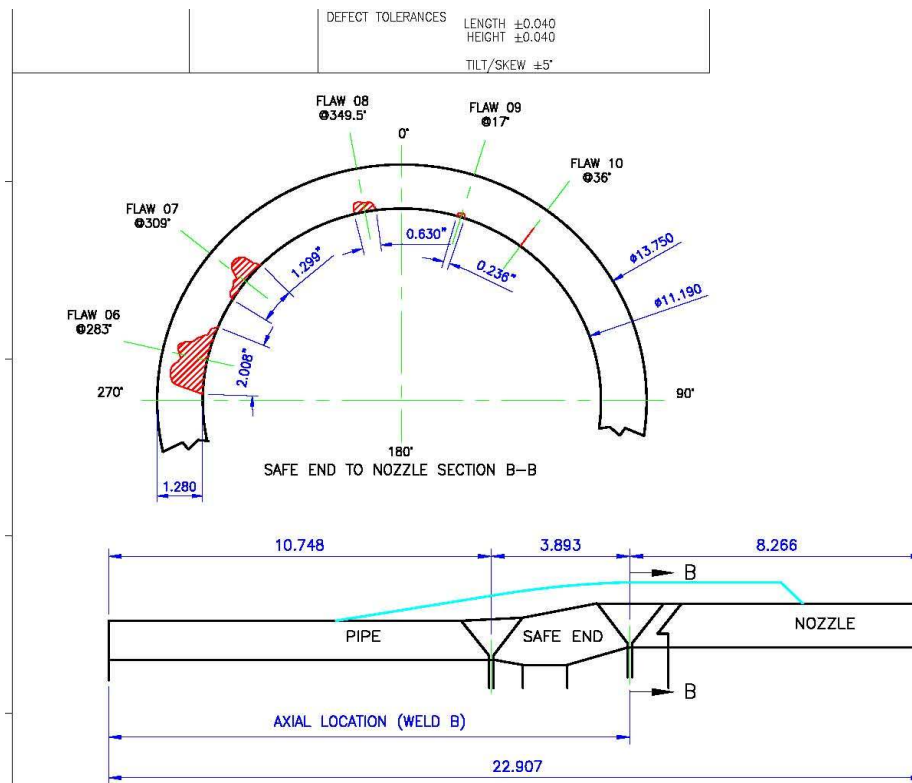 DEFECT TOLERANCES
LENGTH ±0.040
HEIGHT ±0.040
TILT/SKEW ±5°
FLAW 08
@349.5°
FLAW 09
@17°
0°
FLAW 10
@36°
FLAW 07
@309°
1.299"
0.630"
0.236"
ø13.750
ø11.190
FLAW 06
@283°
2.008"
270°
90°
180°
SAFE END TO NOZZLE SECTION B-B
1.280
10.748
3.893
8.266
B
PIPE
SAFE END
NOZZLE
B
AXIAL LOCATION (WELD B)
22.907